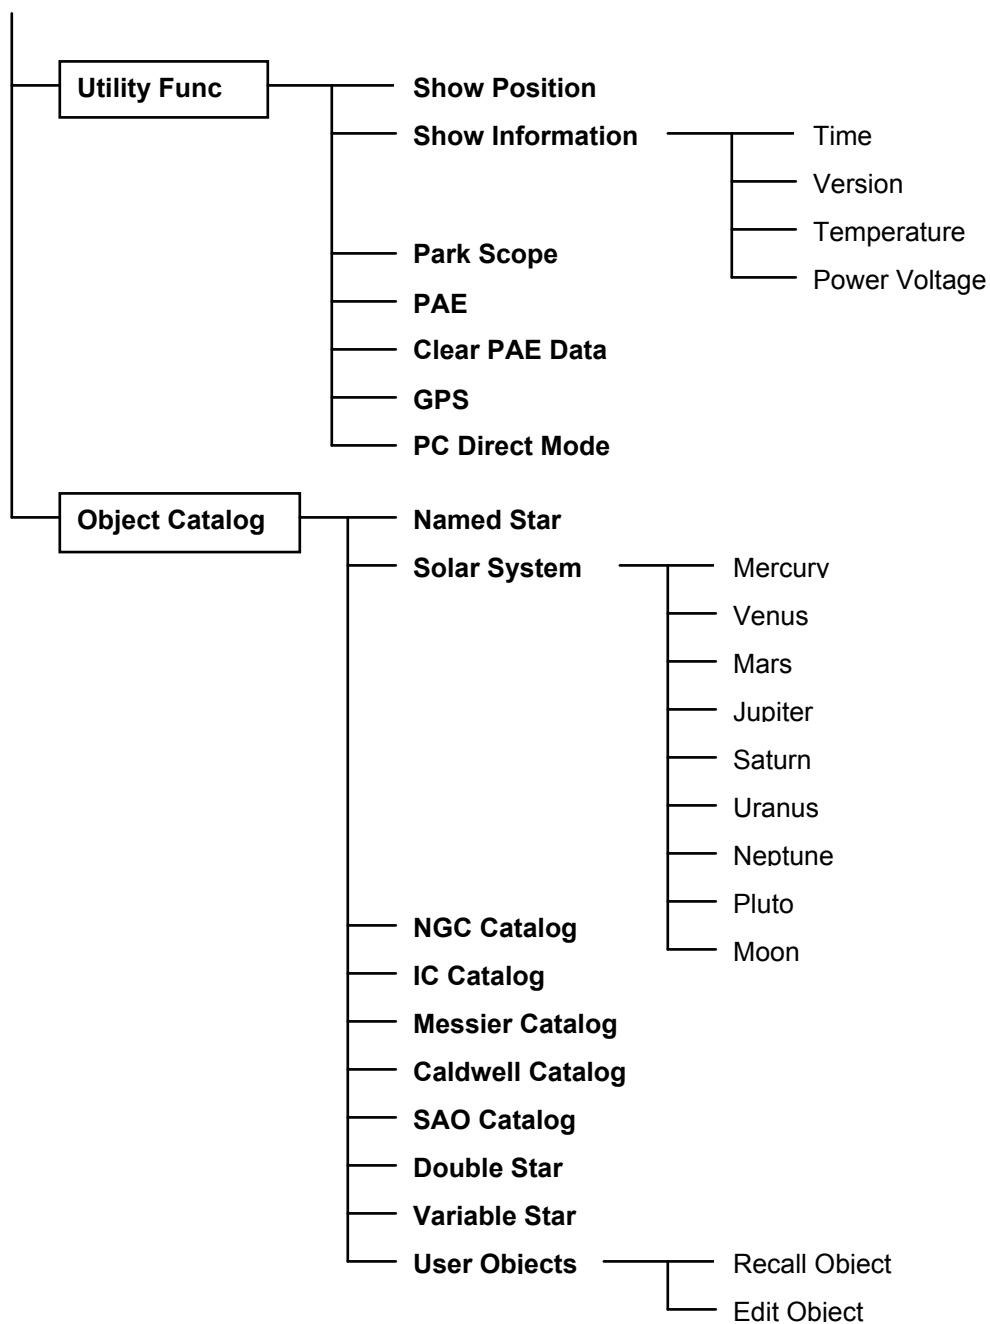 Utility Func
Show Position
Show Information
Time
Version
Temperature
Power Voltage
Park Scope
PAE
Clear PAE Data
GPS
PC Direct Mode
Object Catalog
Named Star
Solar System
Mercury
Venus
Mars
Jupiter
Saturn
Uranus
Neptune
Pluto
Moon
NGC Catalog
IC Catalog
Messier Catalog
Caldwell Catalog
SAO Catalog
Double Star
Variable Star
User Objects
Recall Object
Edit Object